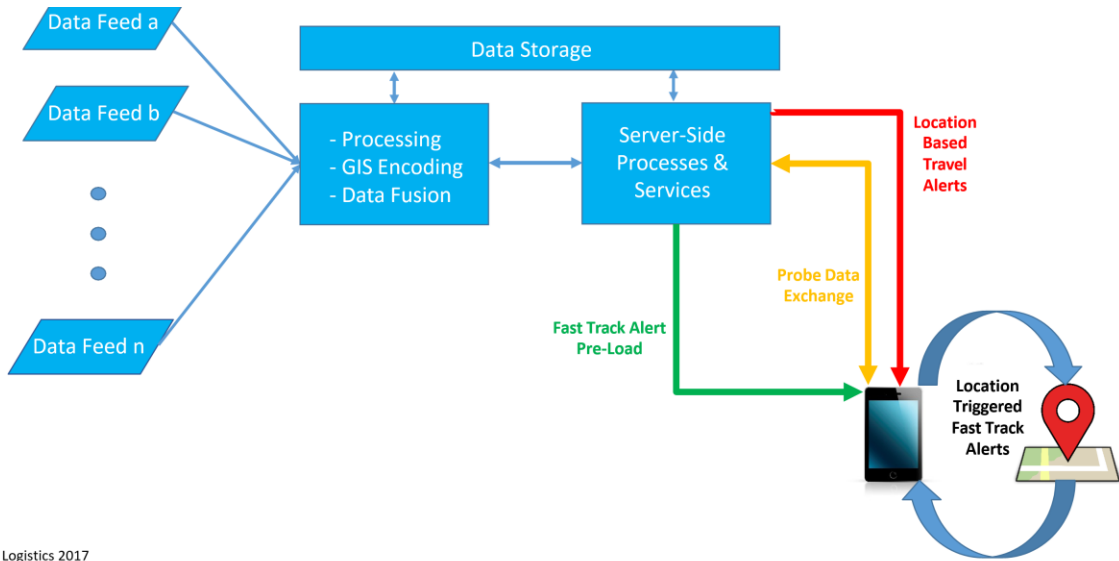 Data Feed a
Data Feed b
Data Feed n
Data Storage
- Processing
- GIS Encoding
- Data Fusion
Server-Side
Processes &
Services
Location
Based
Travel
Alerts
Probe Data
Exchange
Fast Track Alert
Pre-Load
Location
Triggered
Fast Track
Alerts
Logistics 2017